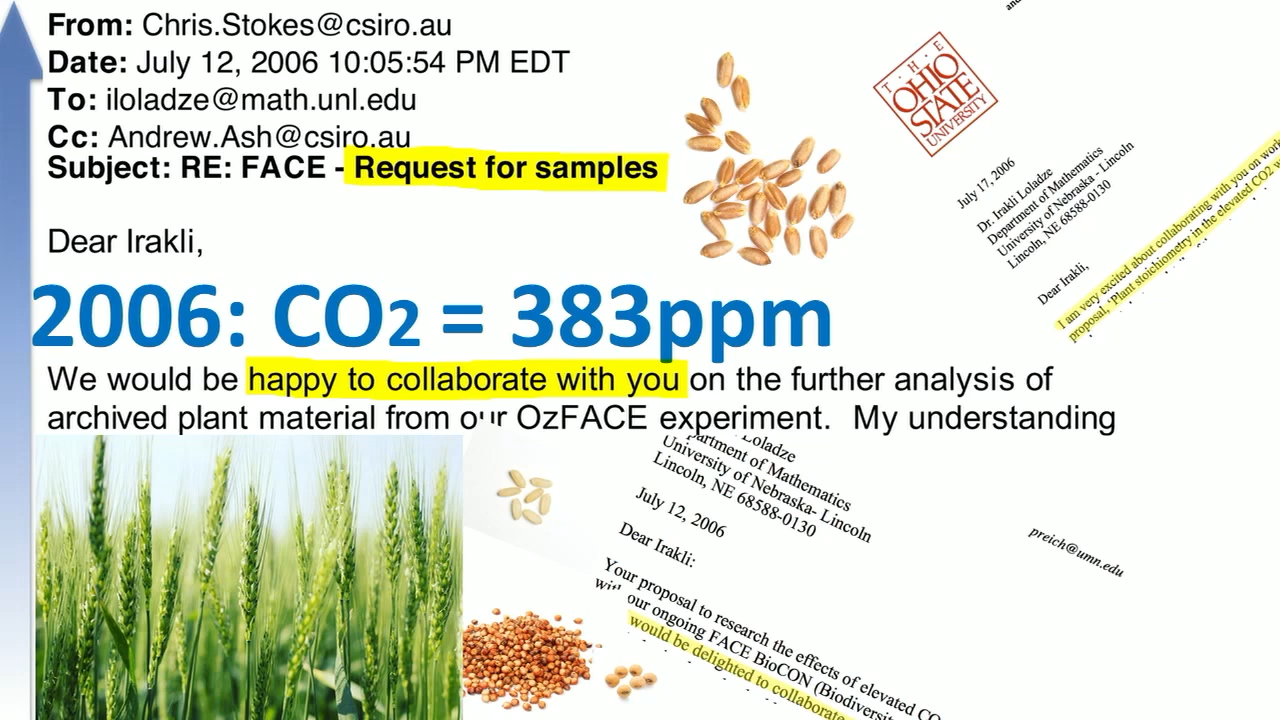 From: Chris.Stokes@csiro.au
Date: July 12, 2006 10:05:54 PM EDT
To: iloladze@math.unl.edu
Cc: Andrew.Ash@csiro.au
Subject: RE: FACE - Request for samples
Dear Irakli,
2006: CO2 = 383ppm
We would be happy to collaborate with you on the further analysis of
archived plant material from our OzFACE experiment. My understanding
T · H · E
OHIO
STATE
UNIVERSITY
July 17, 2006
Dr. Irakli Loladze
Department of Mathematics
University of Nebraska - Lincoln
Lincoln, NE 68588-0130
Dear Irakli,
I am very excited about collaborating with you on
proposal, 'Plant stoichiometry in the elevated CO2
Loladze
of Mathematics
University of Nebraska- Lincoln
Lincoln, NE 68588-0130
July 12, 2006
preich@umn.edu
Dear Irakli:
Your proposal to research the effects of elevated
our ongoing FACE BioCON
would be delighted to collaborate